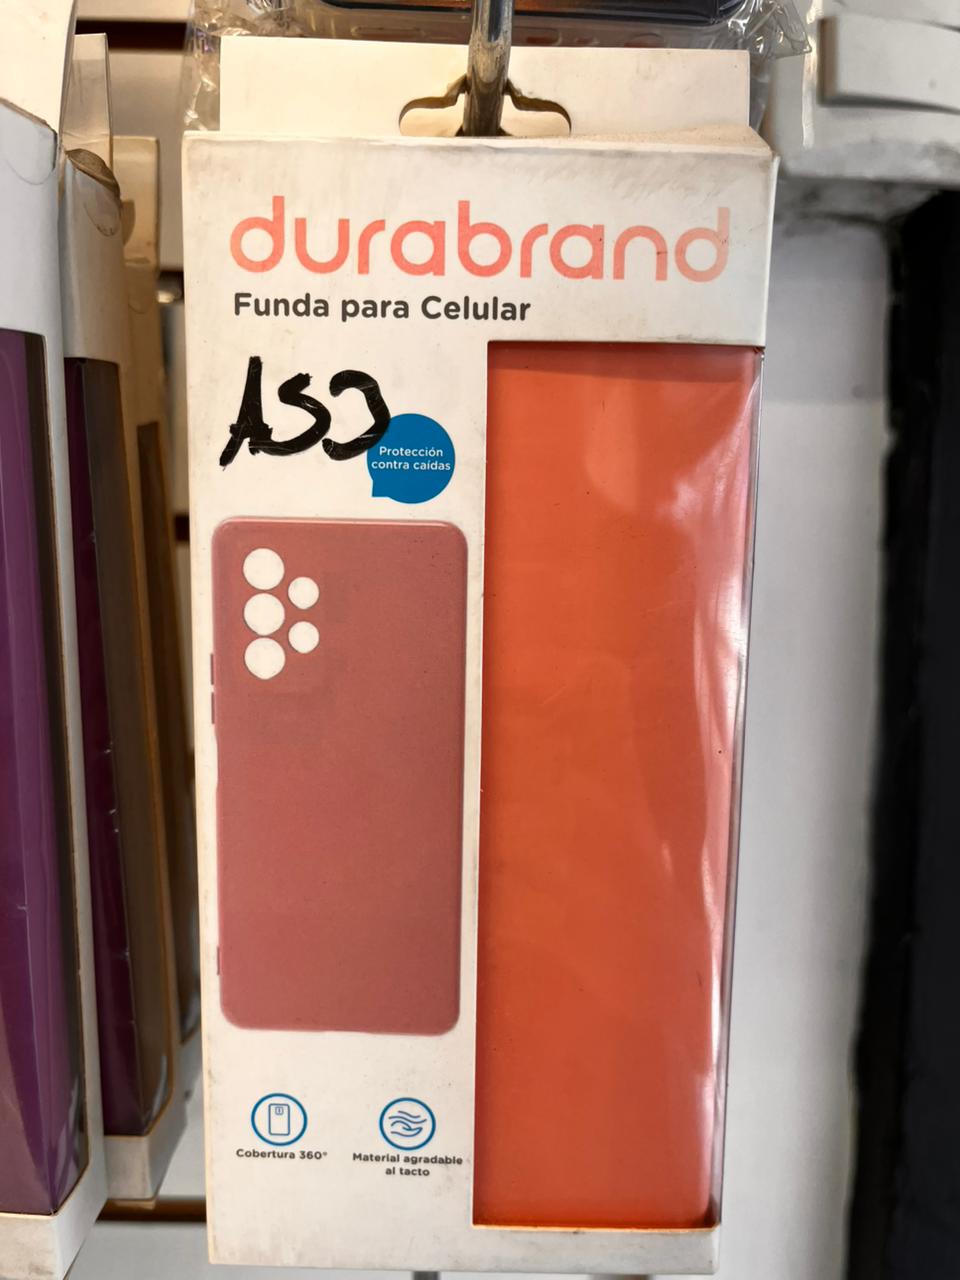 durabrand
Funda para Celular
A53
Protección
contra caídas
Cobertura 360°
Material agradable
al tacto